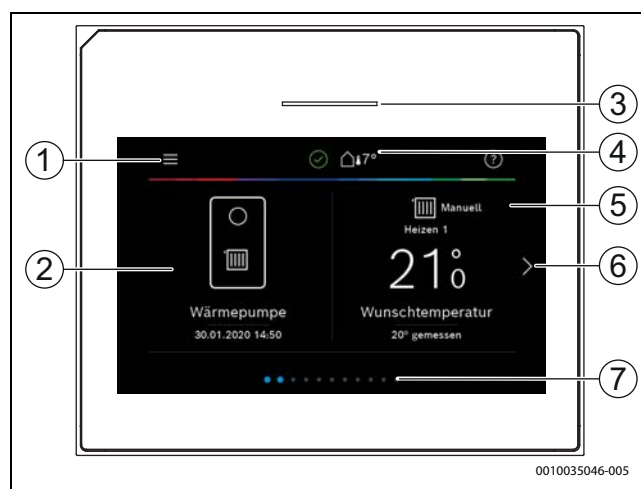 3
1
4
7°
?
5
Manuell
Heizen 1
2
21°0
6
Wärmepumpe
Wunschtemperatur
30.01.2020 14:50
20° gemessen
7
0010035046-005